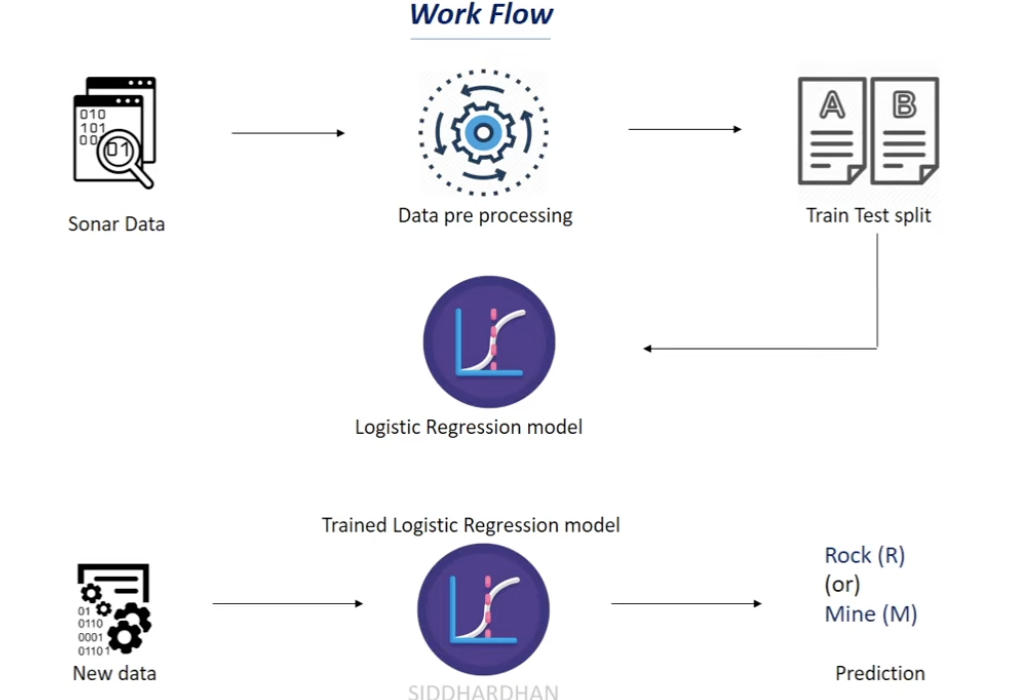 Work Flow
010
101
00
01
A B
Sonar Data
Data pre processing
Train Test split
Logistic Regression model
Trained Logistic Regression model
Rock (R)
(or)
Mine (M)
01
0110
0001
01101
New data
Prediction
SIDDHARDHAN